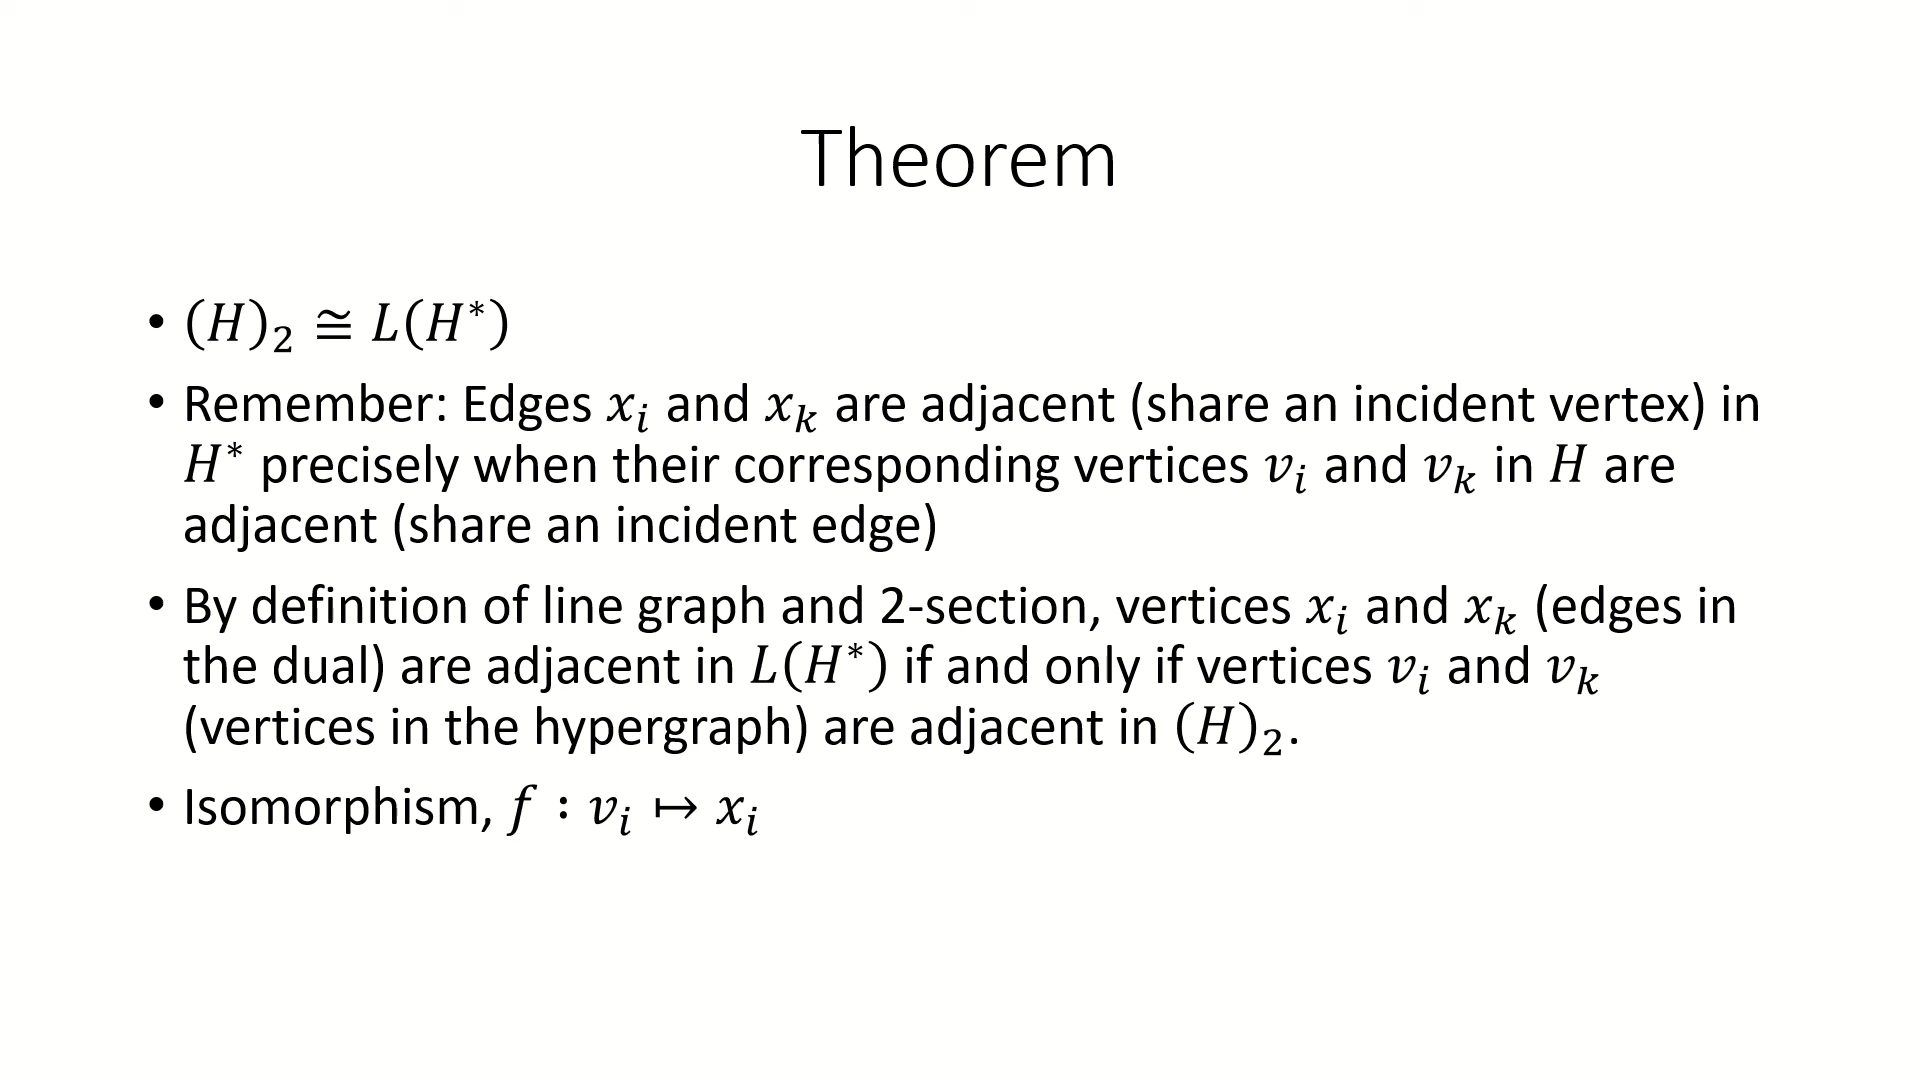 Theorem
• (H)₂ ≅ L(H*)
• Remember: Edges xᵢ and xₖ are adjacent (share an incident vertex) in
H* precisely when their corresponding vertices vᵢ and vₖ in H are
adjacent (share an incident edge)
• By definition of line graph and 2-section, vertices xᵢ and xₖ (edges in
the dual) are adjacent in L(H*) if and only if vertices vᵢ and vₖ
(vertices in the hypergraph) are adjacent in (H)₂.
• Isomorphism, f : vᵢ ↦ xᵢ